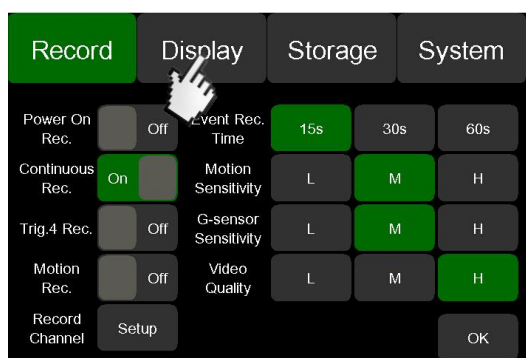 Record Display Storage System
Power On Rec. Off Event Rec. Time 15s 30s 60s
Continuous Rec. On Motion Sensitivity L M H
Trig.4 Rec. Off G-sensor Sensitivity L M H
Motion Rec. Off Video Quality L M H
Record Channel Setup OK